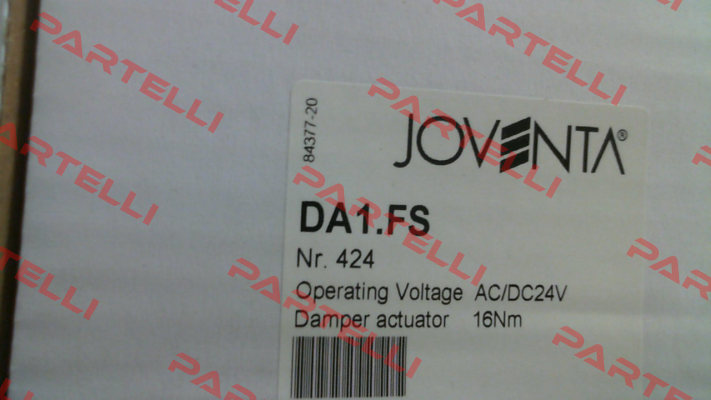 84377-20
JOVENTA®
DA1.FS
Nr. 424
Operating Voltage AC/DC24V
Damper actuator 16Nm
PARTELLI
PARTELLI
PARTELLI
PARTELLI
PARTELLI
PARTELLI
PARTELLI
PARTELLI
PARTELLI